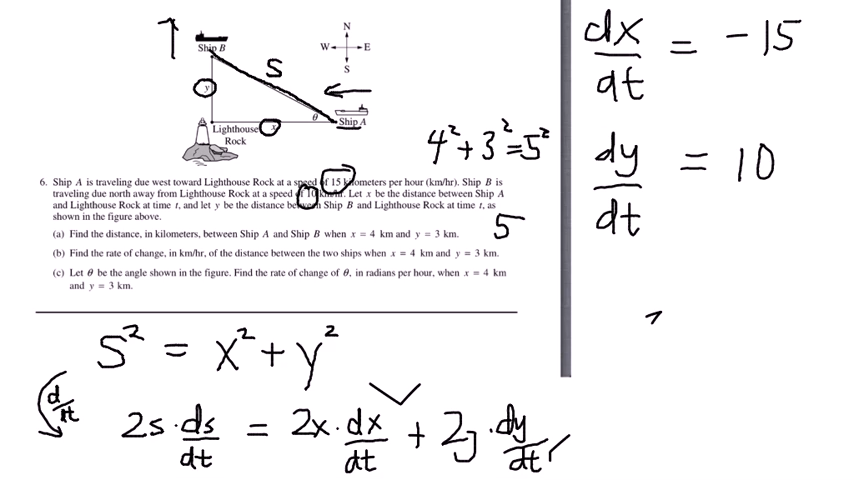 Ship B
N
W E
S
S
y
θ
Ship A
Lighthouse
Rock
x
4² + 3² = 5²
6. Ship A is traveling due west toward Lighthouse Rock at a speed of 15 kilometers per hour (km/hr). Ship B is
traveling due north away from Lighthouse Rock at a speed of 10 km/hr. Let x be the distance between Ship A
and Lighthouse Rock at time t, and let y be the distance between Ship B and Lighthouse Rock at time t, as
shown in the figure above.
5
(a) Find the distance, in kilometers, between Ship A and Ship B when x = 4 km and y = 3 km.
(b) Find the rate of change, in km/hr, of the distance between the two ships when x = 4 km and y = 3 km.
(c) Let θ be the angle shown in the figure. Find the rate of change of θ, in radians per hour, when x = 4 km
and y = 3 km.
S² = x² + y²
d/dt
2s · ds/dt = 2x · dx/dt + 2y · dy/dt
dx/dt = -15
dy/dt = 10